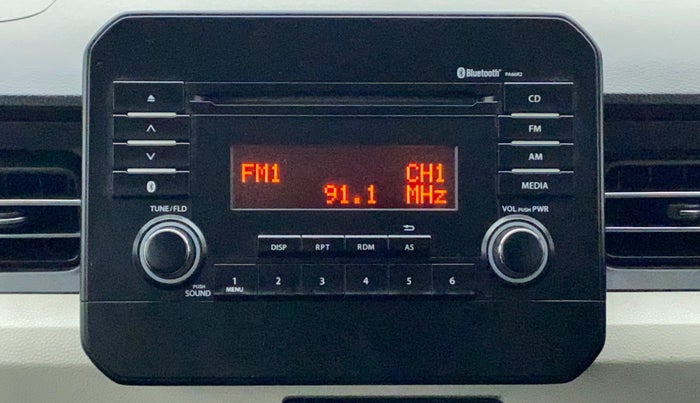 Bluetooth® PA66R2
CD
FM
AM
MEDIA
FM1 CH1
91.1 MHz
TUNE/FLD
VOL PUSH PWR
DISP RPT RDM AS
PUSH SOUND
1 2 3 4 5 6
MENU